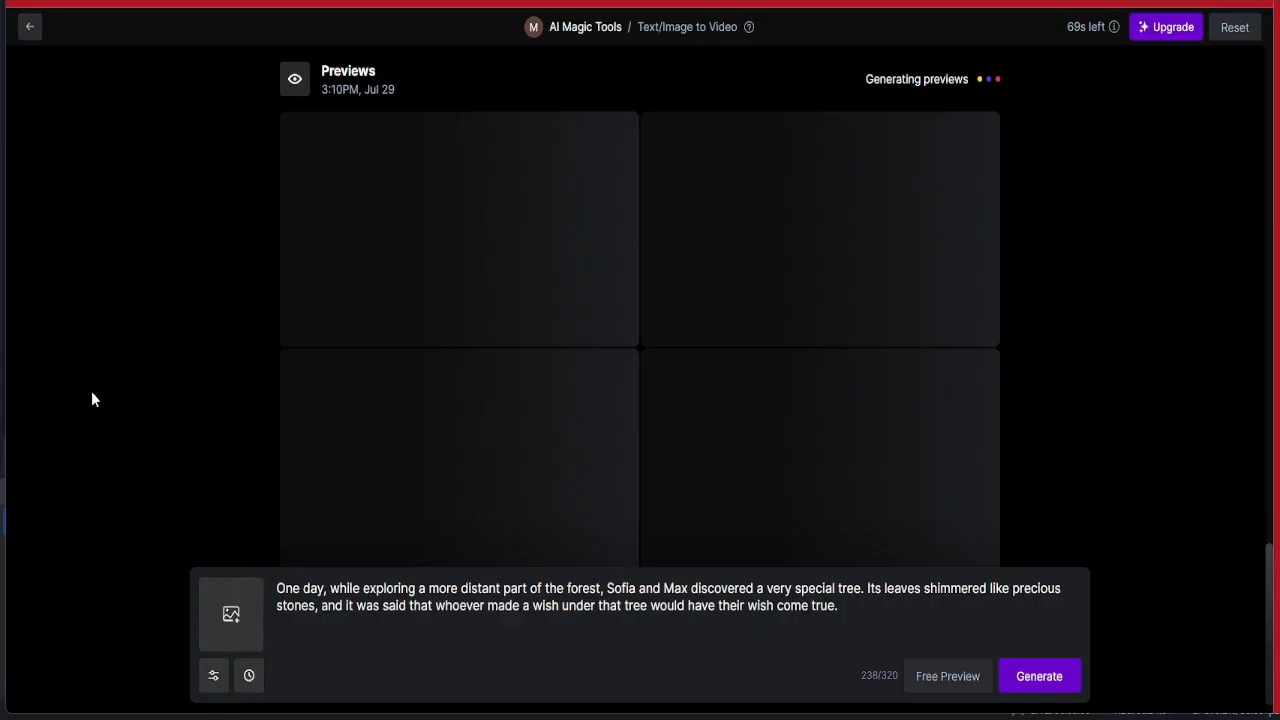 M AI Magic Tools / Text/Image to Video
69s left
Upgrade
Reset
Previews
3:10PM, Jul 29
Generating previews
One day, while exploring a more distant part of the forest, Sofia and Max discovered a very special tree. Its leaves shimmered like precious
stones, and it was said that whoever made a wish under that tree would have their wish come true.
238/320
Free Preview
Generate